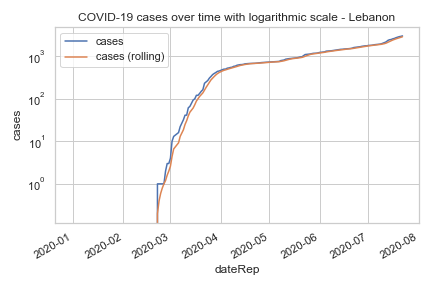 COVID-19 cases over time with logarithmic scale - Lebanon
cases
cases (rolling)
10³
10²
10¹
10⁰
cases
2020-01
2020-02
2020-03
2020-04
2020-05
2020-06
2020-07
2020-08
dateRep